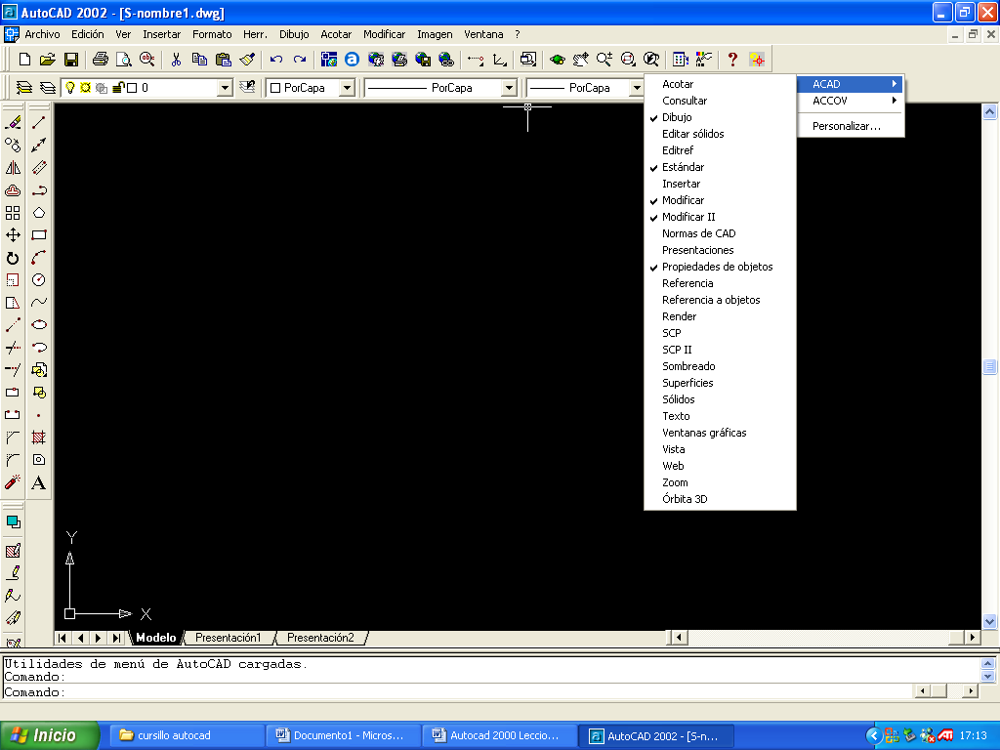 AutoCAD 2002 - [S-nombre1.dwg]
Archivo Edición Ver Insertar Formato Herr. Dibujo Acotar Modificar Imagen Ventana ?
0 PorCapa PorCapa PorCapa
Acotar
Consultar
Dibujo
Editar sólidos
Editref
Estándar
Insertar
Modificar
Modificar II
Normas de CAD
Presentaciones
Propiedades de objetos
Referencia
Referencia a objetos
Render
SCP
SCP II
Sombreado
Superficies
Sólidos
Texto
Ventanas gráficas
Vista
Web
Zoom
Órbita 3D
ACAD
ACCOV
Personalizar...
A
Y
X
Modelo Presentación1 Presentación2
Utilidades de menú de AutoCAD cargadas.
Comando:
Comando:
Inicio cursillo autocad Documento1 - Micros... Autocad 2000 Leccio... AutoCAD 2002 - [S-n... 17:13